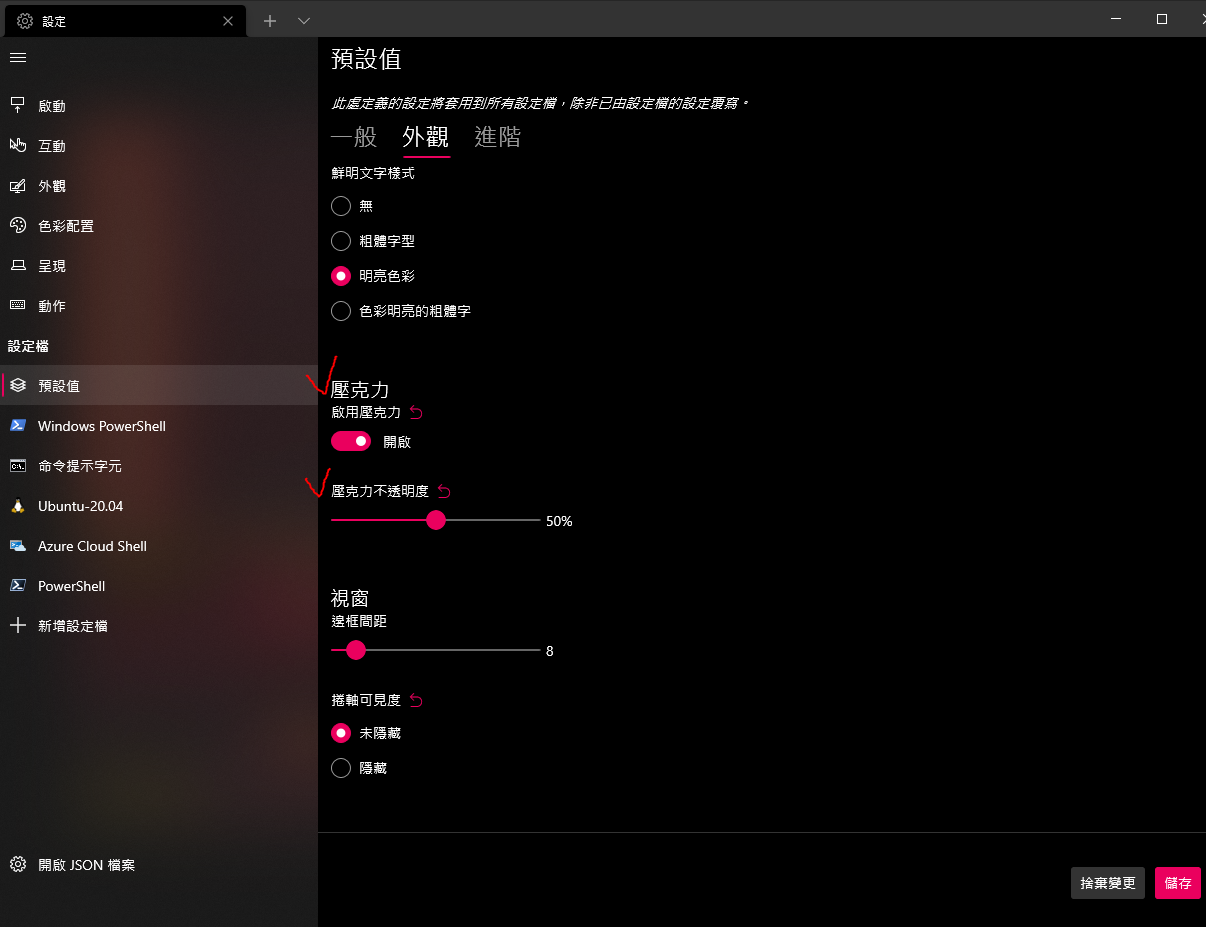 設定
啟動
互動
外觀
色彩配置
呈現
動作
設定檔
預設值
Windows PowerShell
命令提示字元
Ubuntu-20.04
Azure Cloud Shell
PowerShell
新增設定檔
開啟 JSON 檔案
預設值
此處定義的設定將套用到所有設定檔，除非已由設定檔的設定覆寫。
一般 外觀 進階
鮮明文字樣式
無
粗體字型
明亮色彩
色彩明亮的粗體字
壓克力
啟用壓克力
開啟
壓克力不透明度
50%
視窗
邊框間距
8
捲軸可見度
未隱藏
隱藏
捨棄變更 儲存